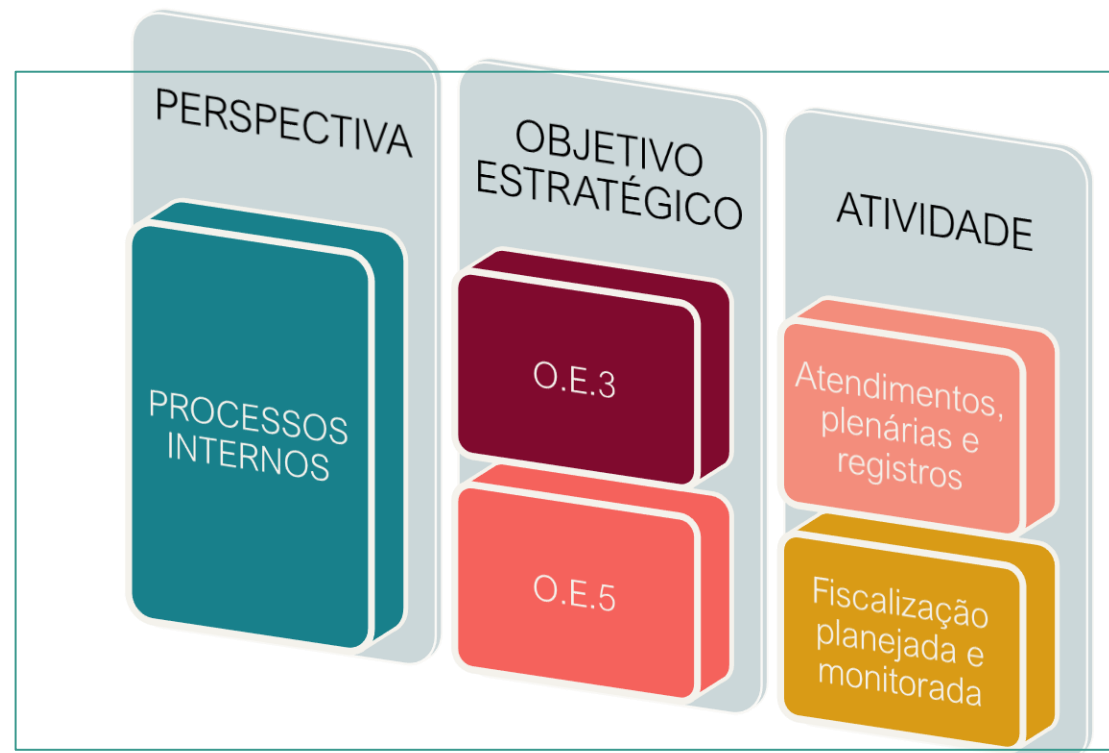 PERSPECTIVA
PROCESSOS
INTERNOS
OBJETIVO
ESTRATÉGICO
O.E.3
O.E.5
ATIVIDADE
Atendimentos,
plenárias e
registros
Fiscalização
planejada e
monitorada